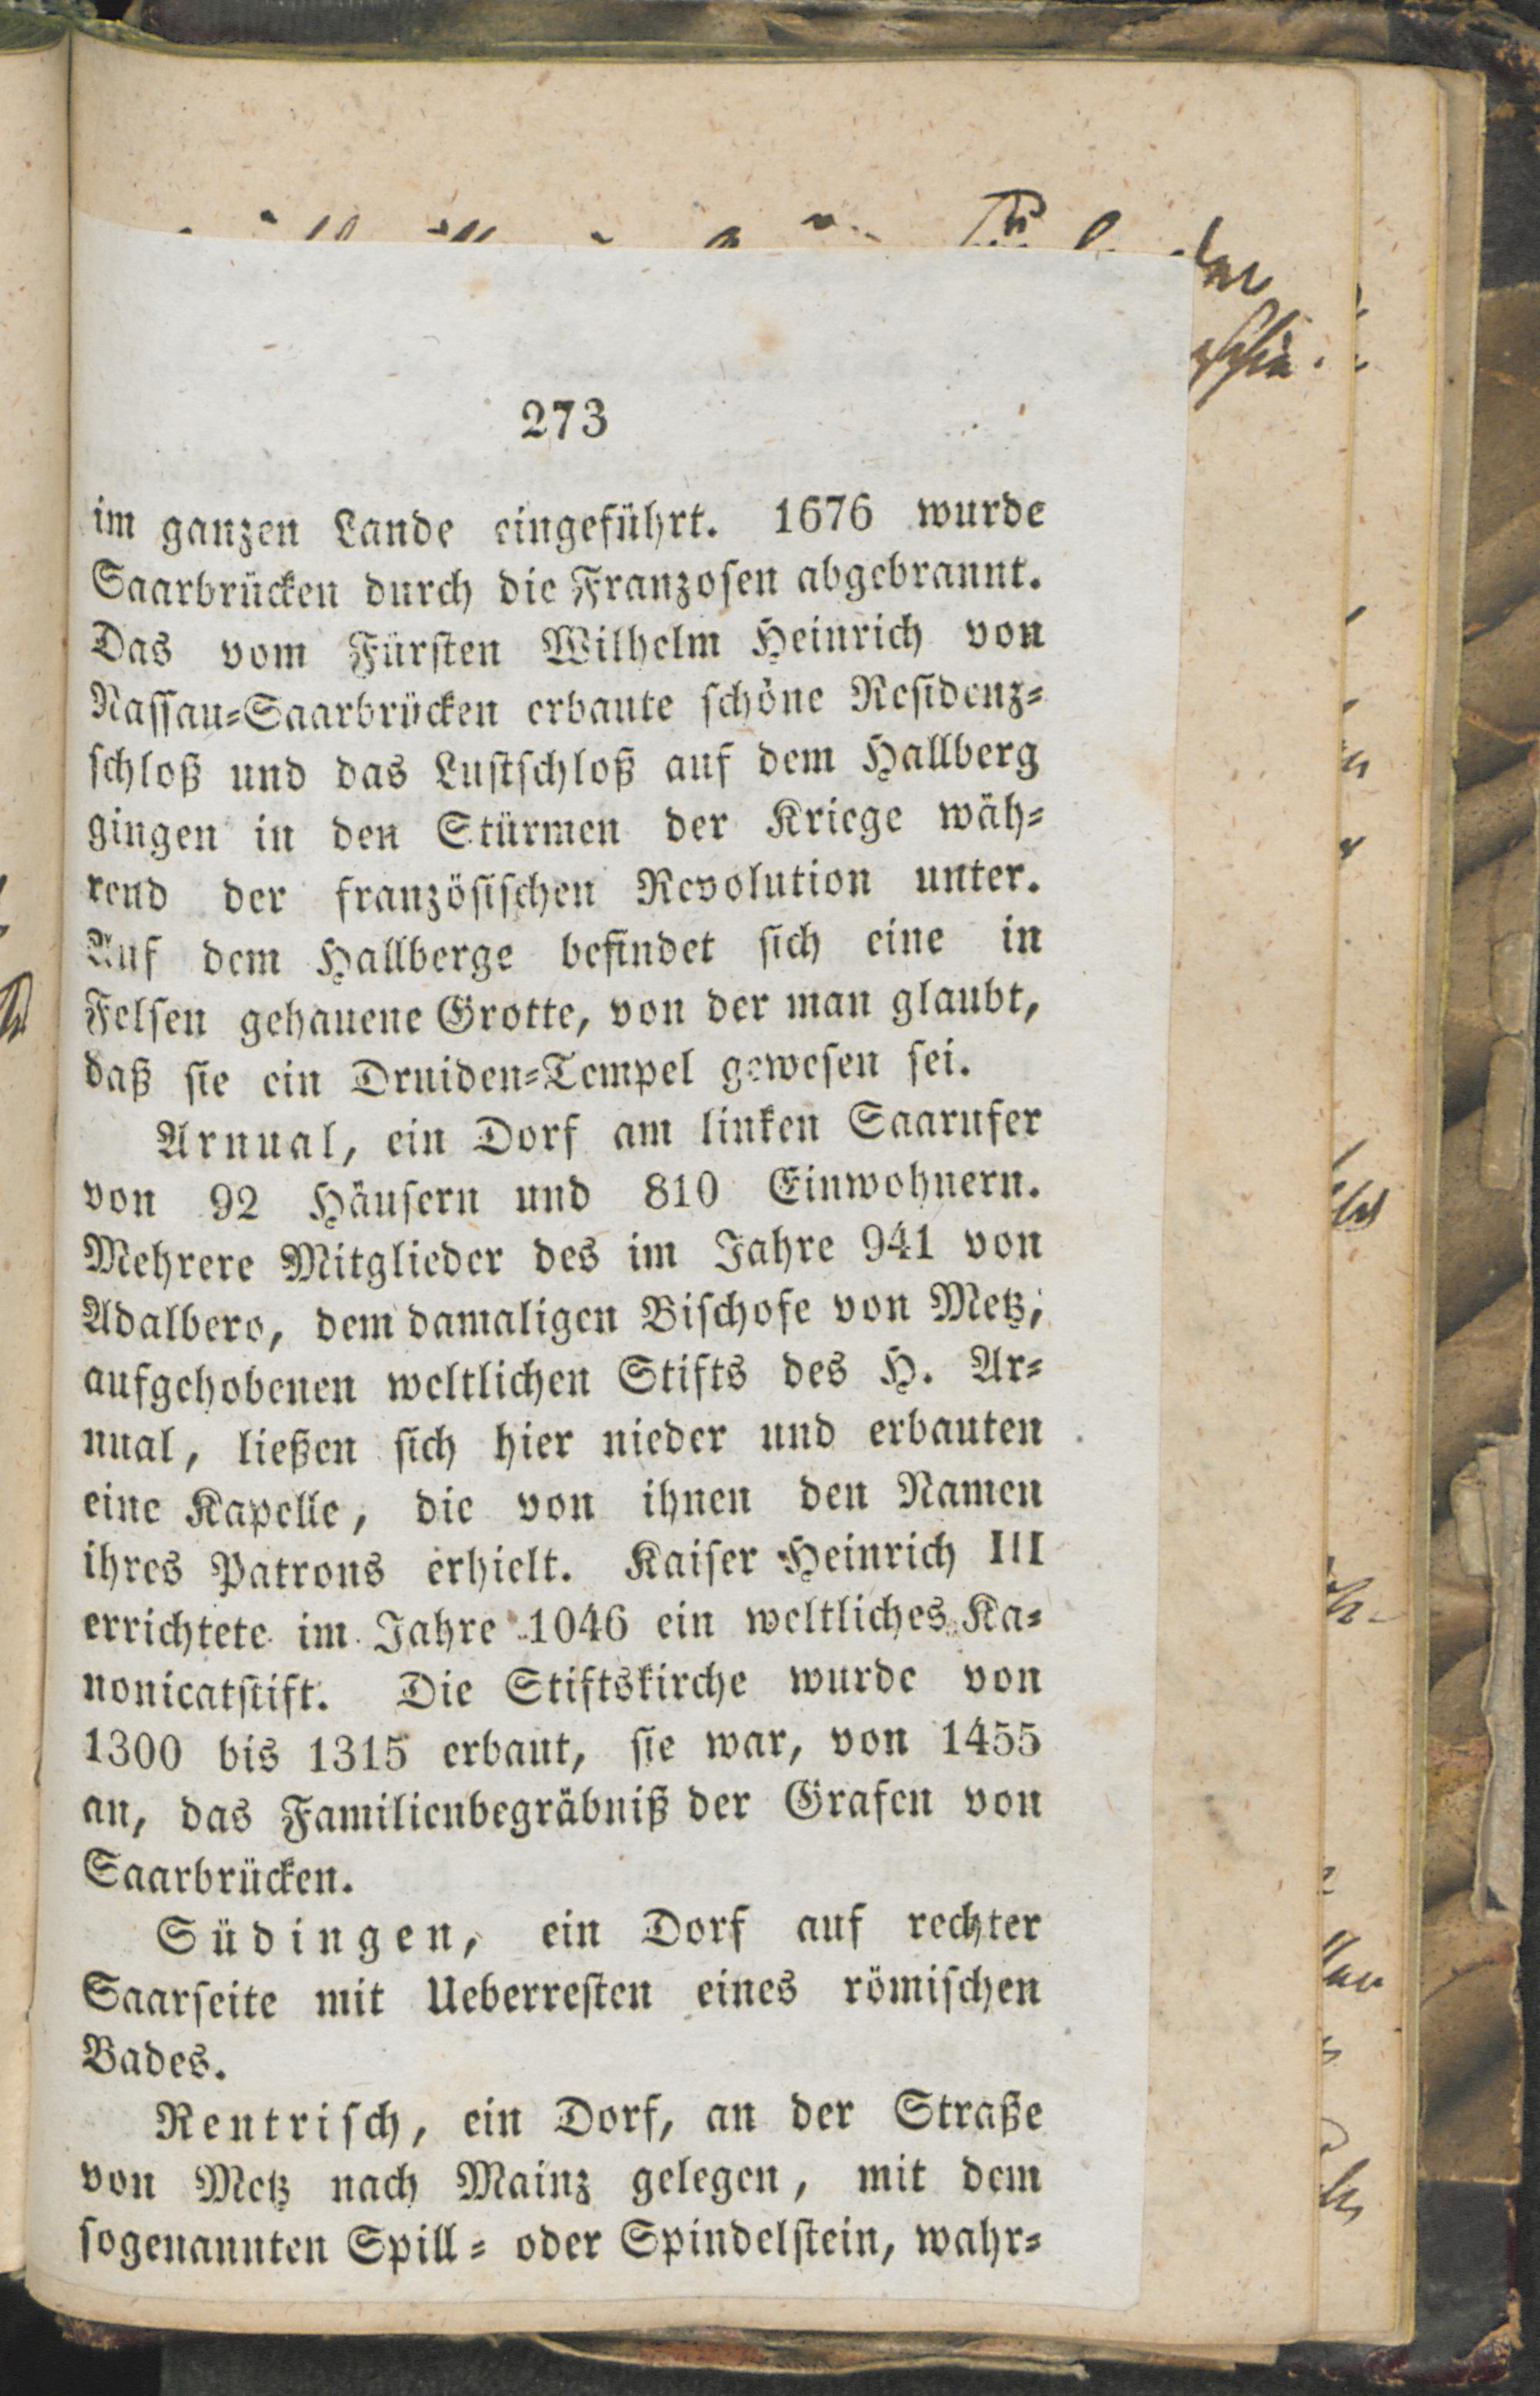 273
im ganzen Lande eingeführt. 1676 wurde
Saarbrücken durch die Franzosen abgebrannt.
Das vom Fürsten Wilhelm Heinrich von
Nassau-Saarbrücken erbaute schöne Residenz-
schloß und das Lustschloß auf dem Hallberg
gingen in den Stürmen der Kriege wäh-
rend der französischen Revolution unter.
Auf dem Hallberge befindet sich eine in
Felsen gehauene Grotte, von der man glaubt,
daß sie ein Druiden-Tempel gewesen sei.
Arnual, ein Dorf am linken Saarufer
von 92 Häusern und 810 Einwohnern.
Mehrere Mitglieder des im Jahre 941 von
Adalbero, dem damaligen Bischofe von Metz,
aufgehobenen weltlichen Stifts des H. Ar-
nual, ließen sich hier nieder und erbauten
eine Kapelle, die von ihnen den Namen
ihres Patrons erhielt. Kaiser Heinrich III
errichtete im Jahre 1046 ein weltliches Ka-
nonicatstift. Die Stiftskirche wurde von
1300 bis 1315 erbaut, sie war, von 1455
an, das Familienbegräbniß der Grafen von
Saarbrücken.
Südingen, ein Dorf auf rechter
Saarseite mit Ueberresten eines römischen
Bades.
Rentrisch, ein Dorf, an der Straße
von Metz nach Mainz gelegen, mit dem
sogenannten Spill- oder Spindelstein, wahr-